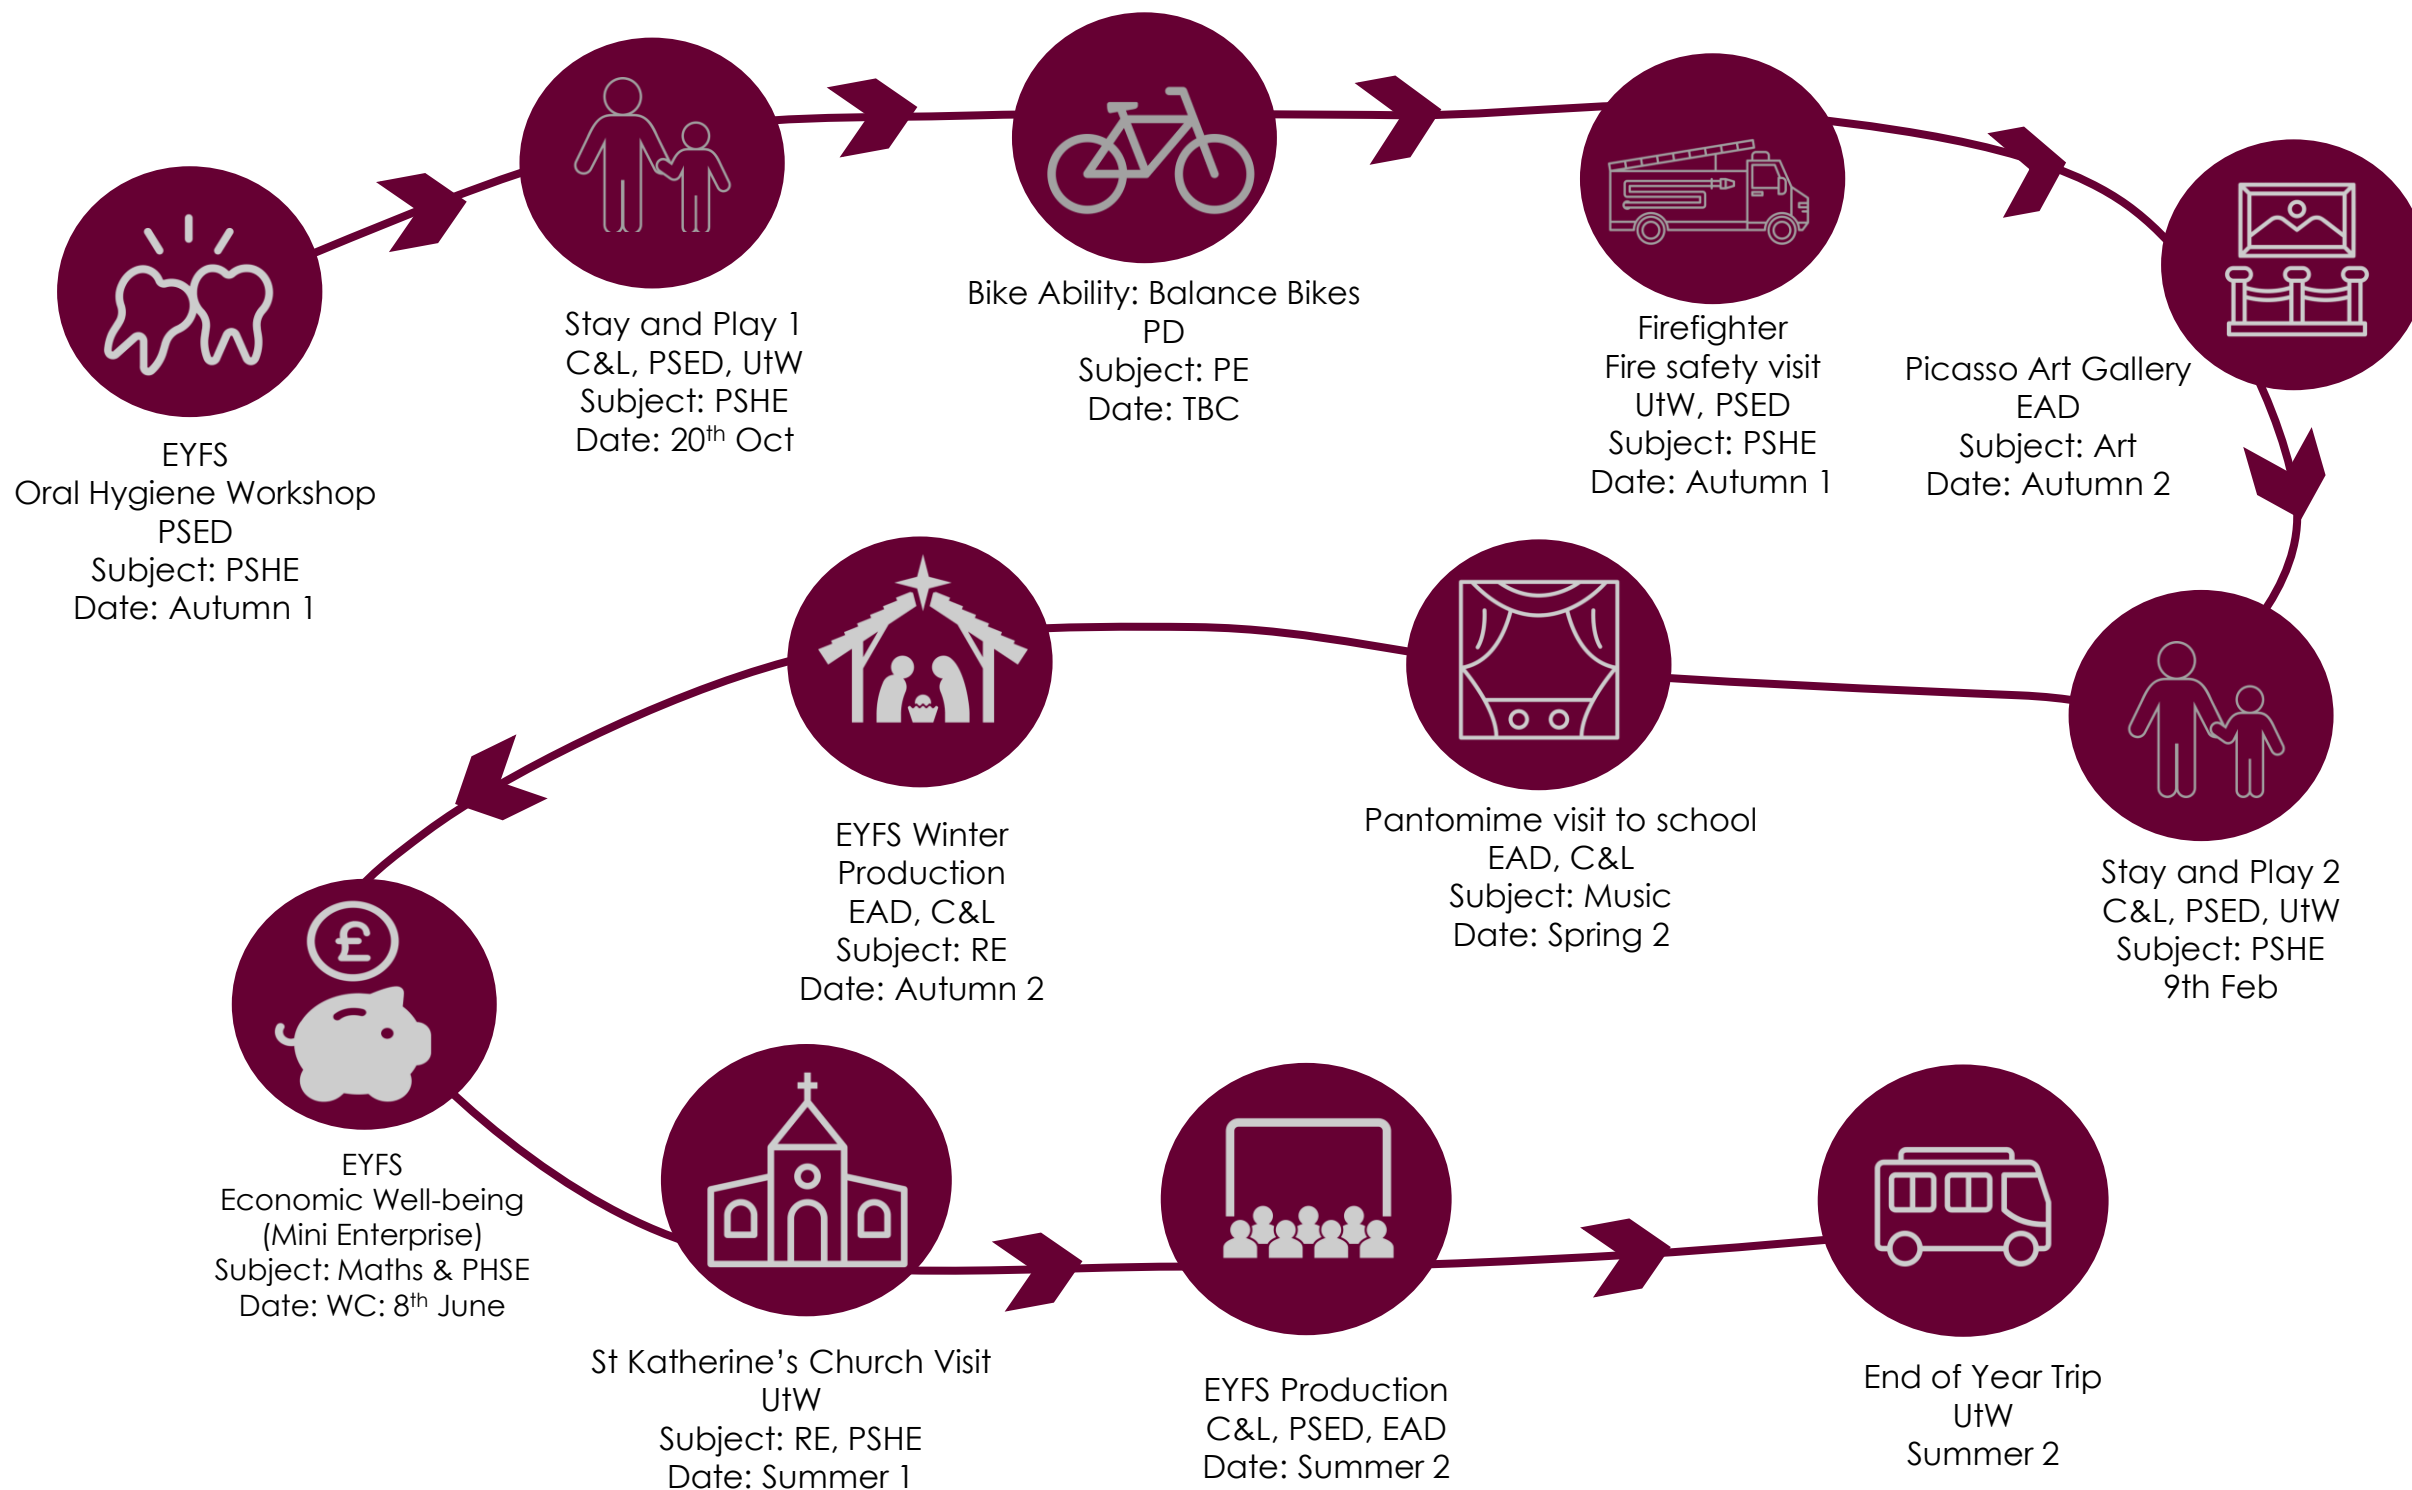 EYFS
Oral Hygiene Workshop
PSED
Subject: PSHE
Date: Autumn 1
Stay and Play 1
C&L, PSED, UtW
Subject: PSHE
Date: 20th Oct
Bike Ability: Balance Bikes
PD
Subject: PE
Date: TBC
Firefighter
Fire safety visit
UtW, PSED
Subject: PSHE
Date: Autumn 1
Picasso Art Gallery
EAD
Subject: Art
Date: Autumn 2
Stay and Play 2
C&L, PSED, UtW
Subject: PSHE
9th Feb
Pantomime visit to school
EAD, C&L
Subject: Music
Date: Spring 2
EYFS Winter
Production
EAD, C&L
Subject: RE
Date: Autumn 2
£
EYFS
Economic Well-being
(Mini Enterprise)
Subject: Maths & PHSE
Date: WC: 8th June
St Katherine’s Church Visit
UtW
Subject: RE, PSHE
Date: Summer 1
EYFS Production
C&L, PSED, EAD
Date: Summer 2
End of Year Trip
UtW
Summer 2